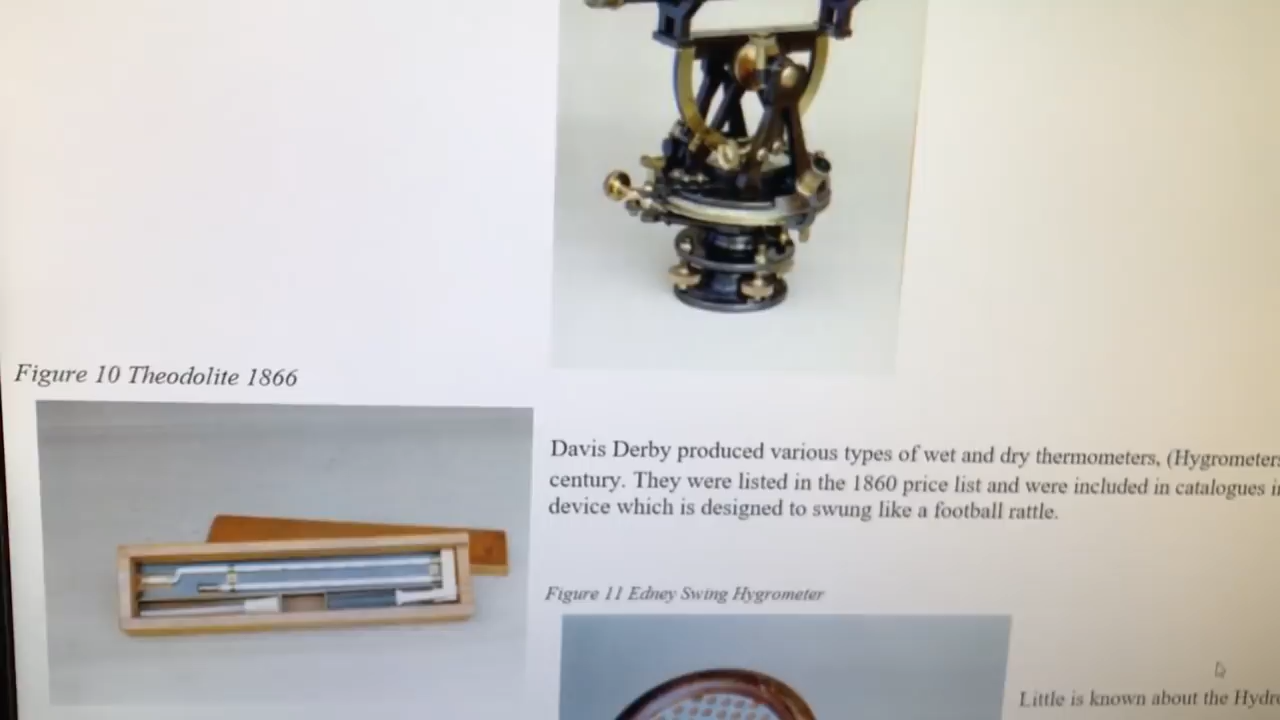 Figure 10 Theodolite 1866
Davis Derby produced various types of wet and dry thermometers, (Hygrometers
century. They were listed in the 1860 price list and were included in catalogues
device which is designed to swung like a football rattle.
Figure 11 Edney Swing Hygrometer
Little is known about the